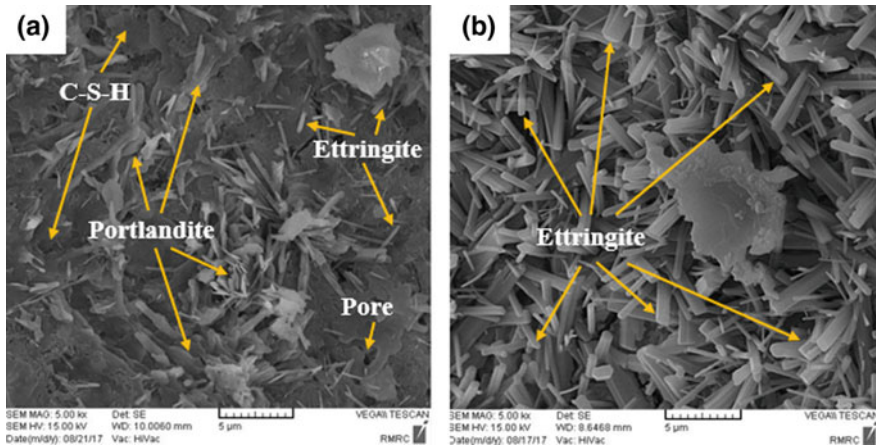 (a)
C-S-H
Ettringite
Portlandite
Pore
SEM MAG: 5.00 kx Det: SE
SEM HV: 15.00 kV WD: 10.0060 mm 5 µm VEGA\\ TESCAN
Date(m/d/y): 08/21/17 Vac: HiVac RMRC
(b)
Ettringite
SEM MAG: 5.00 kx Det: SE
SEM HV: 15.00 kV WD: 8.6468 mm 5 µm VEGA\\ TESCAN
Date(m/d/y): 08/17/17 Vac: HiVac RMRC